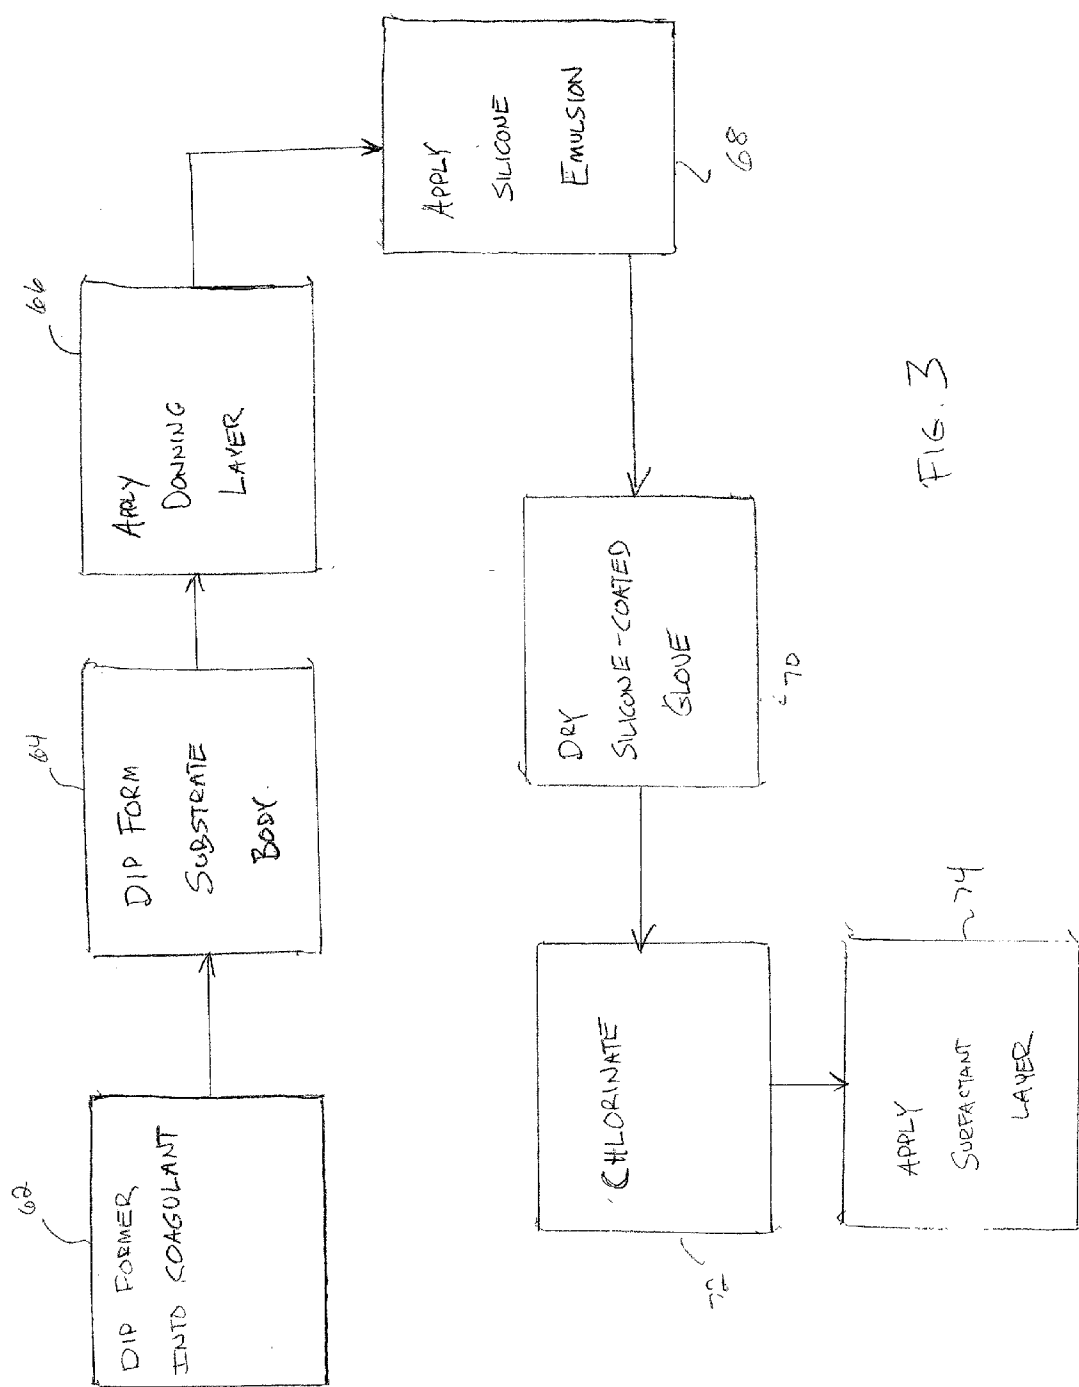 62
DIP FORMER
INTO COAGULANT
64
DIP FORM
SUBSTRATE
BODY.
66
APPLY
DONNING
LAYER
APPLY
SILICONE
EMULSION
68
DRY
SILICONE-COATED
GLOVE
70
CHLORINATE
72
APPLY
SURFACTANT
LAYER
74
FIG. 3